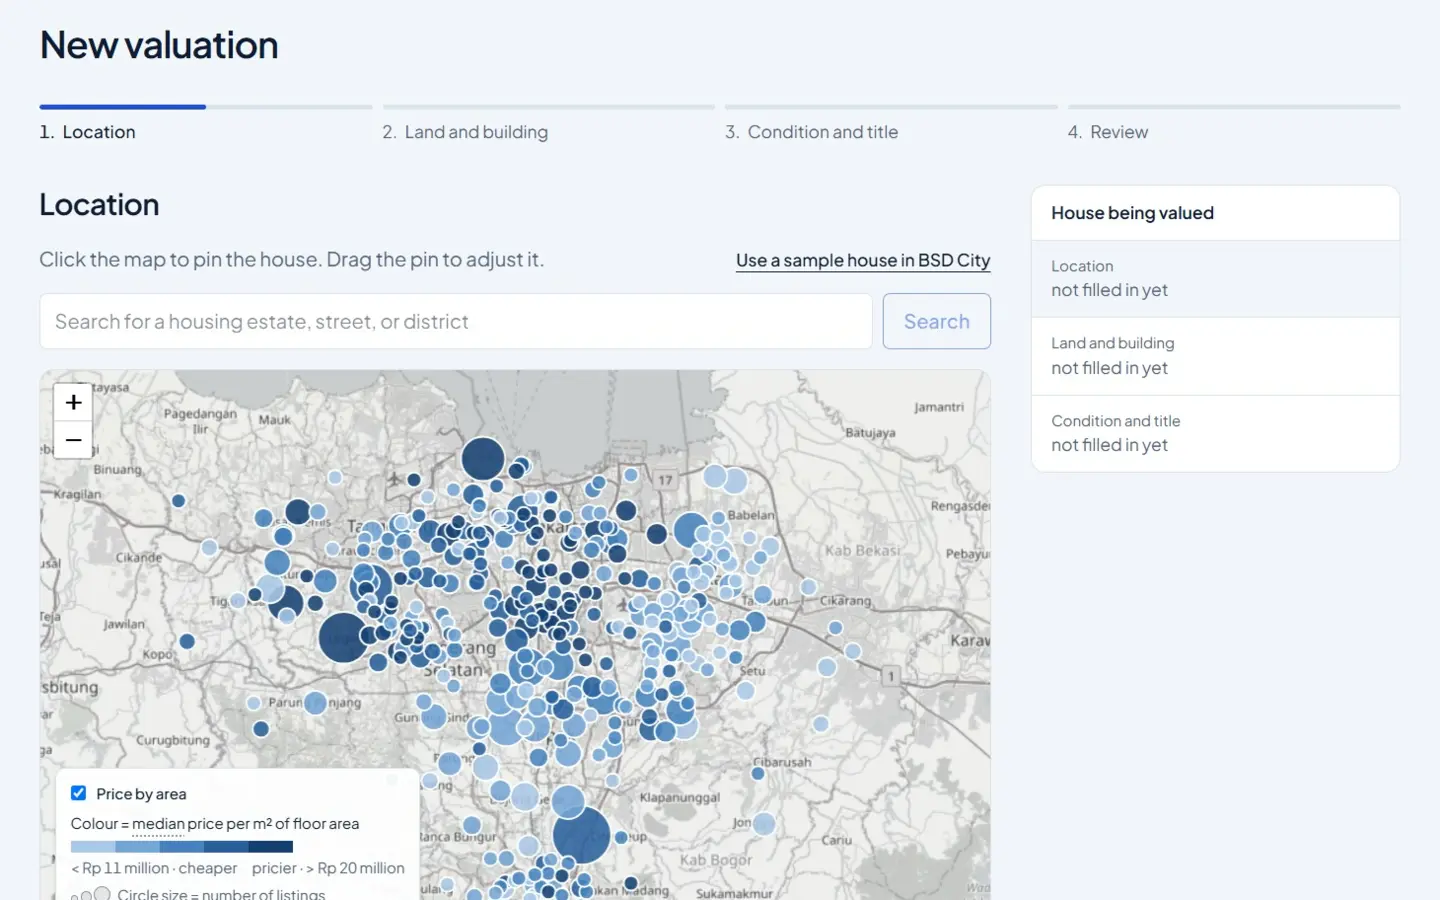 New valuation
1. Location
2. Land and building
3. Condition and title
4. Review
Location
House being valued
Click the map to pin the house. Drag the pin to adjust it.
Use a sample house in BSD City
Location
not filled in yet
Search for a housing estate, street, or district
Search
Land and building
not filled in yet
Condition and title
not filled in yet
+
−
Pagedangan
Ilir
Mauk
Jamantri
Batujaya
Binuang
Kragilan
17
Babelan
Cikande
Kab Bekasi
Cikarang
Jawilan
Kopo
Selatan
Setu
1
Curugbitung
Cibarusah
Klapanunggal
Cariu
Kab Bogor
Sukamakmur
Price by area
Colour = median price per m² of floor area
< Rp 11 million · cheaper
pricier · > Rp 20 million
Circle size = number of listings